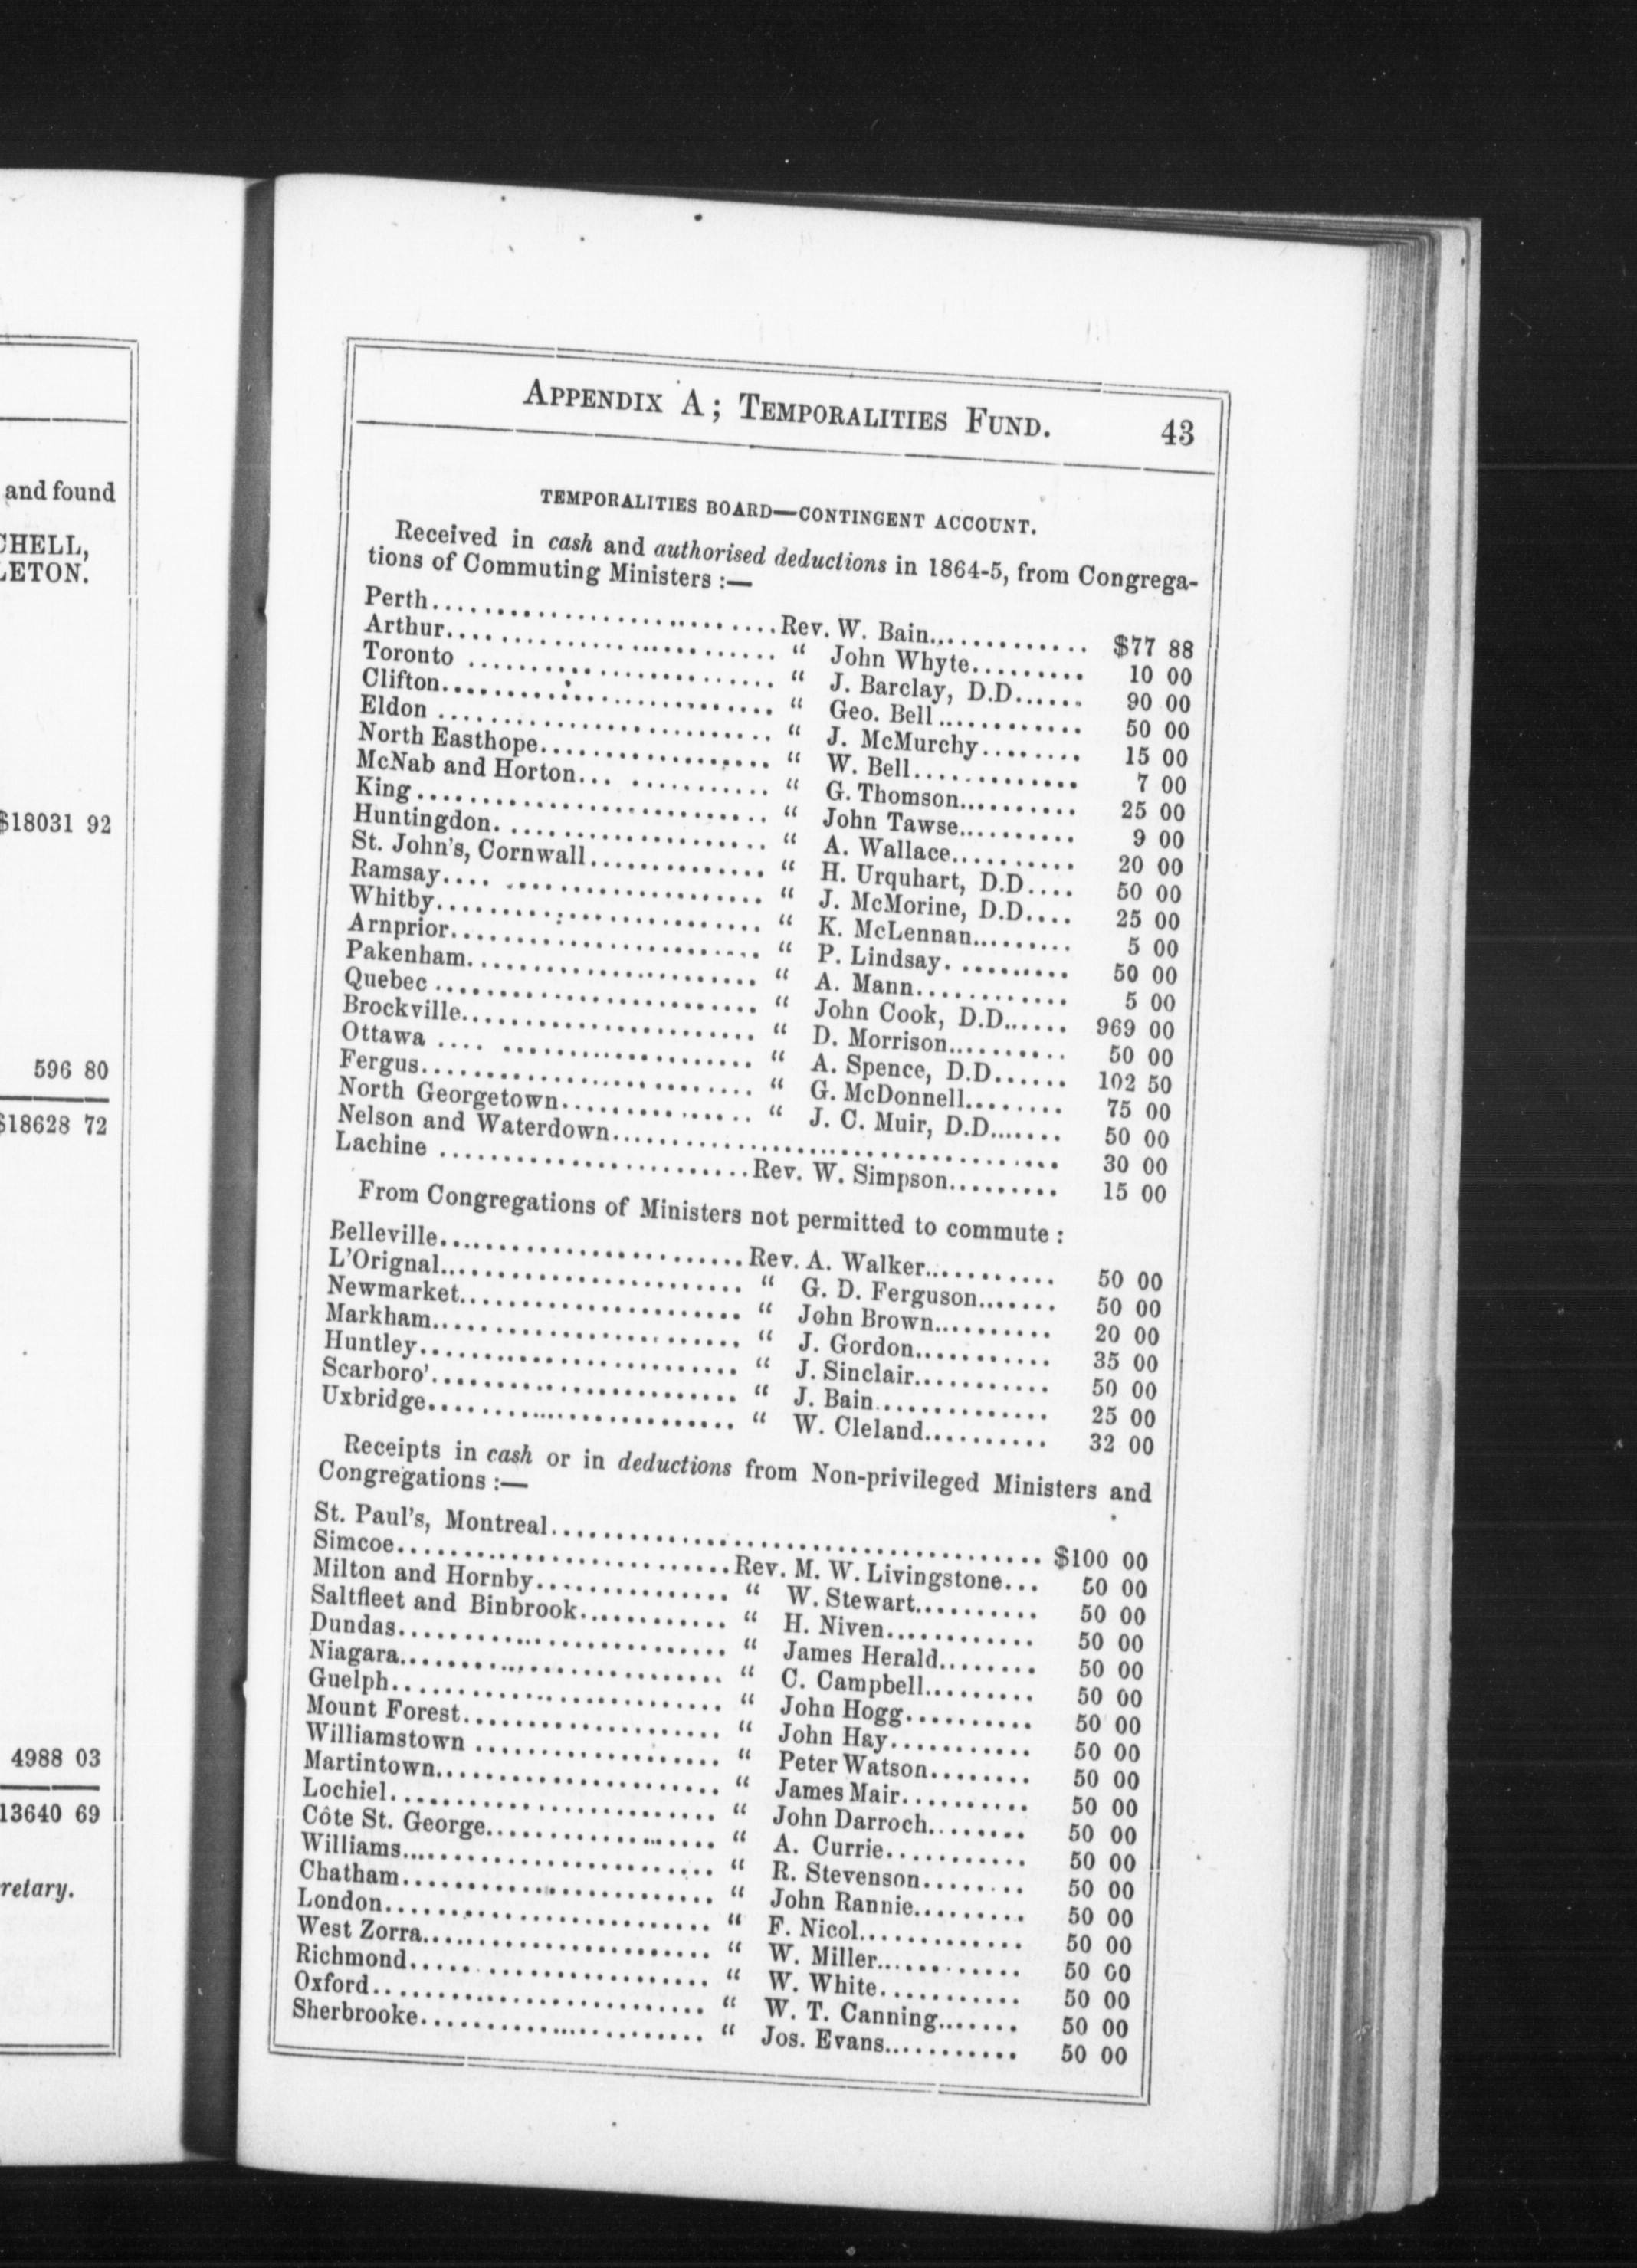 and found
CHELL,
LETON.
$18031 92
596 80
$18628 72
4988 03
13640 69
retary.
APPENDIX A; TEMPORALITIES FUND. 43
TEMPORALITIES BOARD—CONTINGENT ACCOUNT.
Received in cash and authorised deductions in 1864-5, from Congrega-
tions of Commuting Ministers :—
Perth..........................Rev. W. Bain............. $77 88
Arthur......................... “ John Whyte......... 10 00
Toronto ........................ “ J. Barclay, D.D...... 90 00
Clifton.......................... “ Geo. Bell ............ 50 00
Eldon .......................... “ J. McMurchy........ 15 00
North Easthope.................. “ W. Bell............. 7 00
McNab and Horton... ........... “ G. Thomson.......... 25 00
King ........................... “ John Tawse.......... 9 00
Huntingdon. .................... “ A. Wallace.......... 20 00
St. John's, Cornwall.............. “ H. Urquhart, D.D.... 50 00
Ramsay.... .................... “ J. McMorine, D.D.... 25 00
Whitby......................... “ K. McLennan......... 5 00
Arnprior........................ “ P. Lindsay. ......... 50 00
Pakenham....................... “ A. Mann............ 5 00
Quebec ......................... “ John Cook, D.D...... 969 00
Brockville....................... “ D. Morrison.......... 50 00
Ottawa .... .................... “ A. Spence, D.D...... 102 50
Fergus.......................... “ G. McDonnell........ 75 00
North Georgetown............... “ J. C. Muir, D.D....... 50 00
Nelson and Waterdown.................................. 30 00
Lachine ........................Rev. W. Simpson......... 15 00
From Congregations of Ministers not permitted to commute :
Belleville........................Rev. A. Walker........... 50 00
L'Orignal........................ “ G. D. Ferguson....... 50 00
Newmarket...................... “ John Brown.......... 20 00
Markham........................ “ J. Gordon........... 35 00
Huntley......................... “ J. Sinclair........... 50 00
Scarboro'........................ “ J. Bain.............. 25 00
Uxbridge........................ “ W. Cleland.......... 32 00
Receipts in cash or in deductions from Non-privileged Ministers and
Congregations :—
St. Paul's, Montreal...................................... $100 00
Simcoe..........................Rev. M. W. Livingstone... 50 00
Milton and Hornby............... “ W. Stewart.......... 50 00
Saltfleet and Binbrook............ “ H. Niven............ 50 00
Dundas......................... “ James Herald........ 50 00
Niagara......................... “ C. Campbell......... 50 00
Guelph.......................... “ John Hogg.......... 50 00
Mount Forest.................... “ John Hay........... 50 00
Williamstown ................... “ Peter Watson........ 50 00
Martintown...................... “ James Mair.......... 50 00
Lochiel.......................... “ John Darroch........ 50 00
Côte St. George.................. “ A. Currie........... 50 00
Williams........................ “ R. Stevenson........ 50 00
Chatham........................ “ John Rannie......... 50 00
London......................... “ F. Nicol............. 50 00
West Zorra...................... “ W. Miller........... 50 00
Richmond....................... “ W. White........... 50 00
Oxford.......................... “ W. T. Canning....... 50 00
Sherbrooke...................... “ Jos. Evans........... 50 00